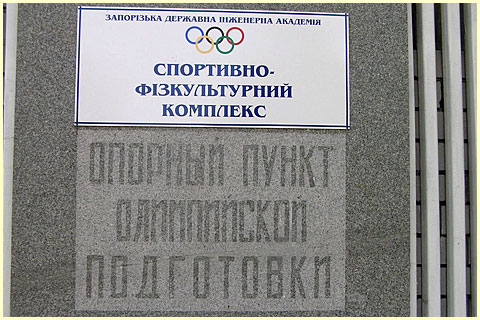 ЗАПОРІЗЬКА ДЕРЖАВНА ІНЖЕНЕРНА АКАДЕМІЯ
СПОРТИВНО-
ФІЗКУЛЬТУРНИЙ
КОМПЛЕКС
ОПОРНЫЙ ПУНКТ
ОЛИМПИЙСКОЙ
ПОДГОТОВКИ